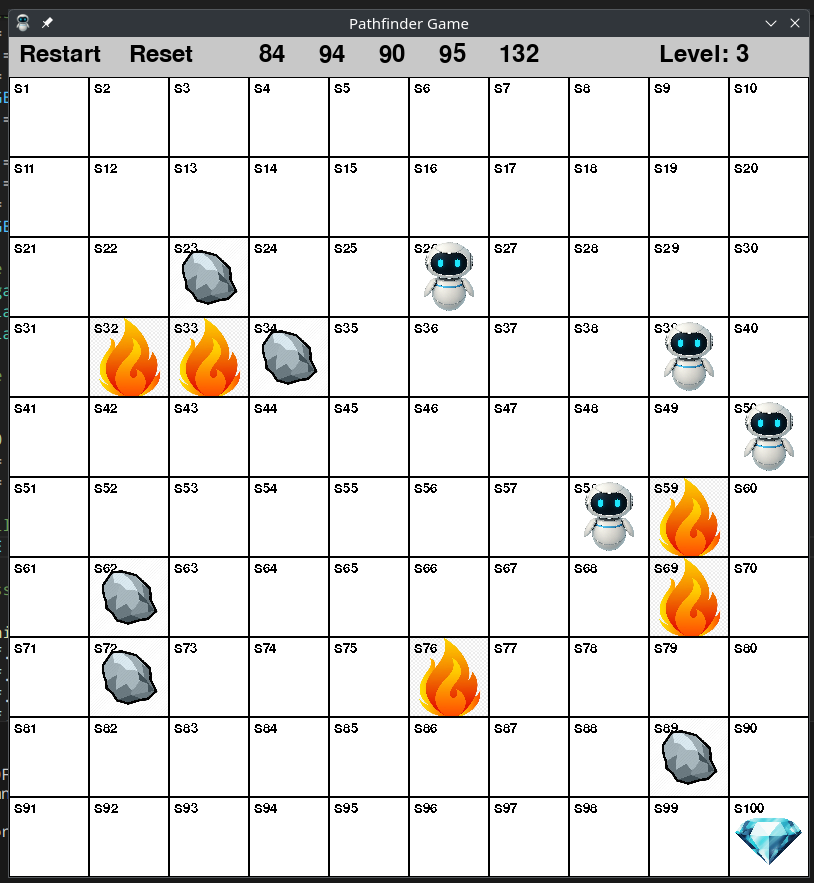 Pathfinder Game
Restart Reset 84 94 90 95 132 Level: 3
S1 S2 S3 S4 S5 S6 S7 S8 S9 S10
S11 S12 S13 S14 S15 S16 S17 S18 S19 S20
S21 S22 S23 S24 S25 S26 S27 S28 S29 S30
S31 S32 S33 S34 S35 S36 S37 S38 S39 S40
S41 S42 S43 S44 S45 S46 S47 S48 S49 S50
S51 S52 S53 S54 S55 S56 S57 S58 S59 S60
S61 S62 S63 S64 S65 S66 S67 S68 S69 S70
S71 S72 S73 S74 S75 S76 S77 S78 S79 S80
S81 S82 S83 S84 S85 S86 S87 S88 S89 S90
S91 S92 S93 S94 S95 S96 S97 S98 S99 S100